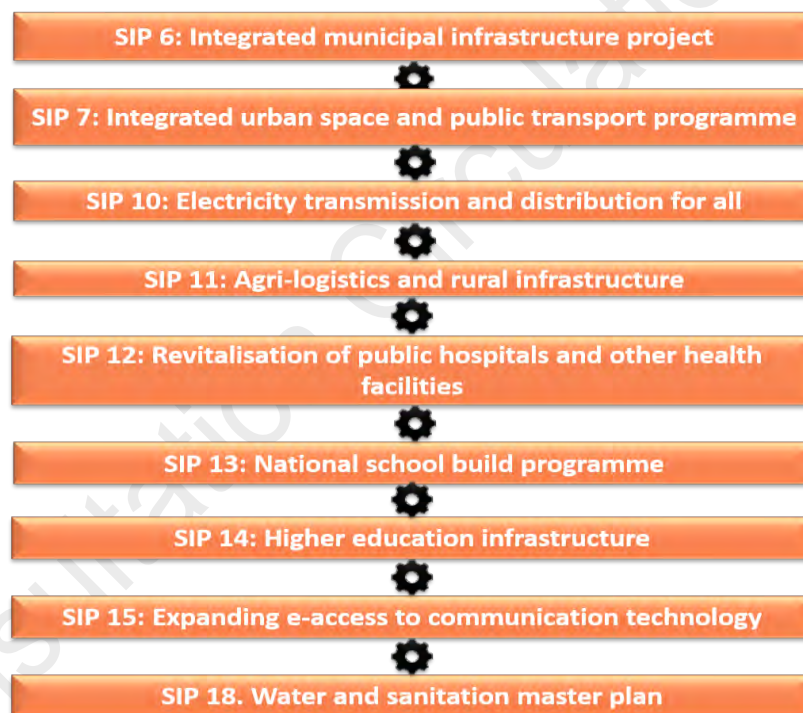 SIP 6: Integrated municipal infrastructure project
SIP 7: Integrated urban space and public transport programme
SIP 10: Electricity transmission and distribution for all
SIP 11: Agri-logistics and rural infrastructure
SIP 12: Revitalisation of public hospitals and other health
facilities
SIP 13: National school build programme
SIP 14: Higher education infrastructure
SIP 15: Expanding e-access to communication technology
SIP 18. Water and sanitation master plan